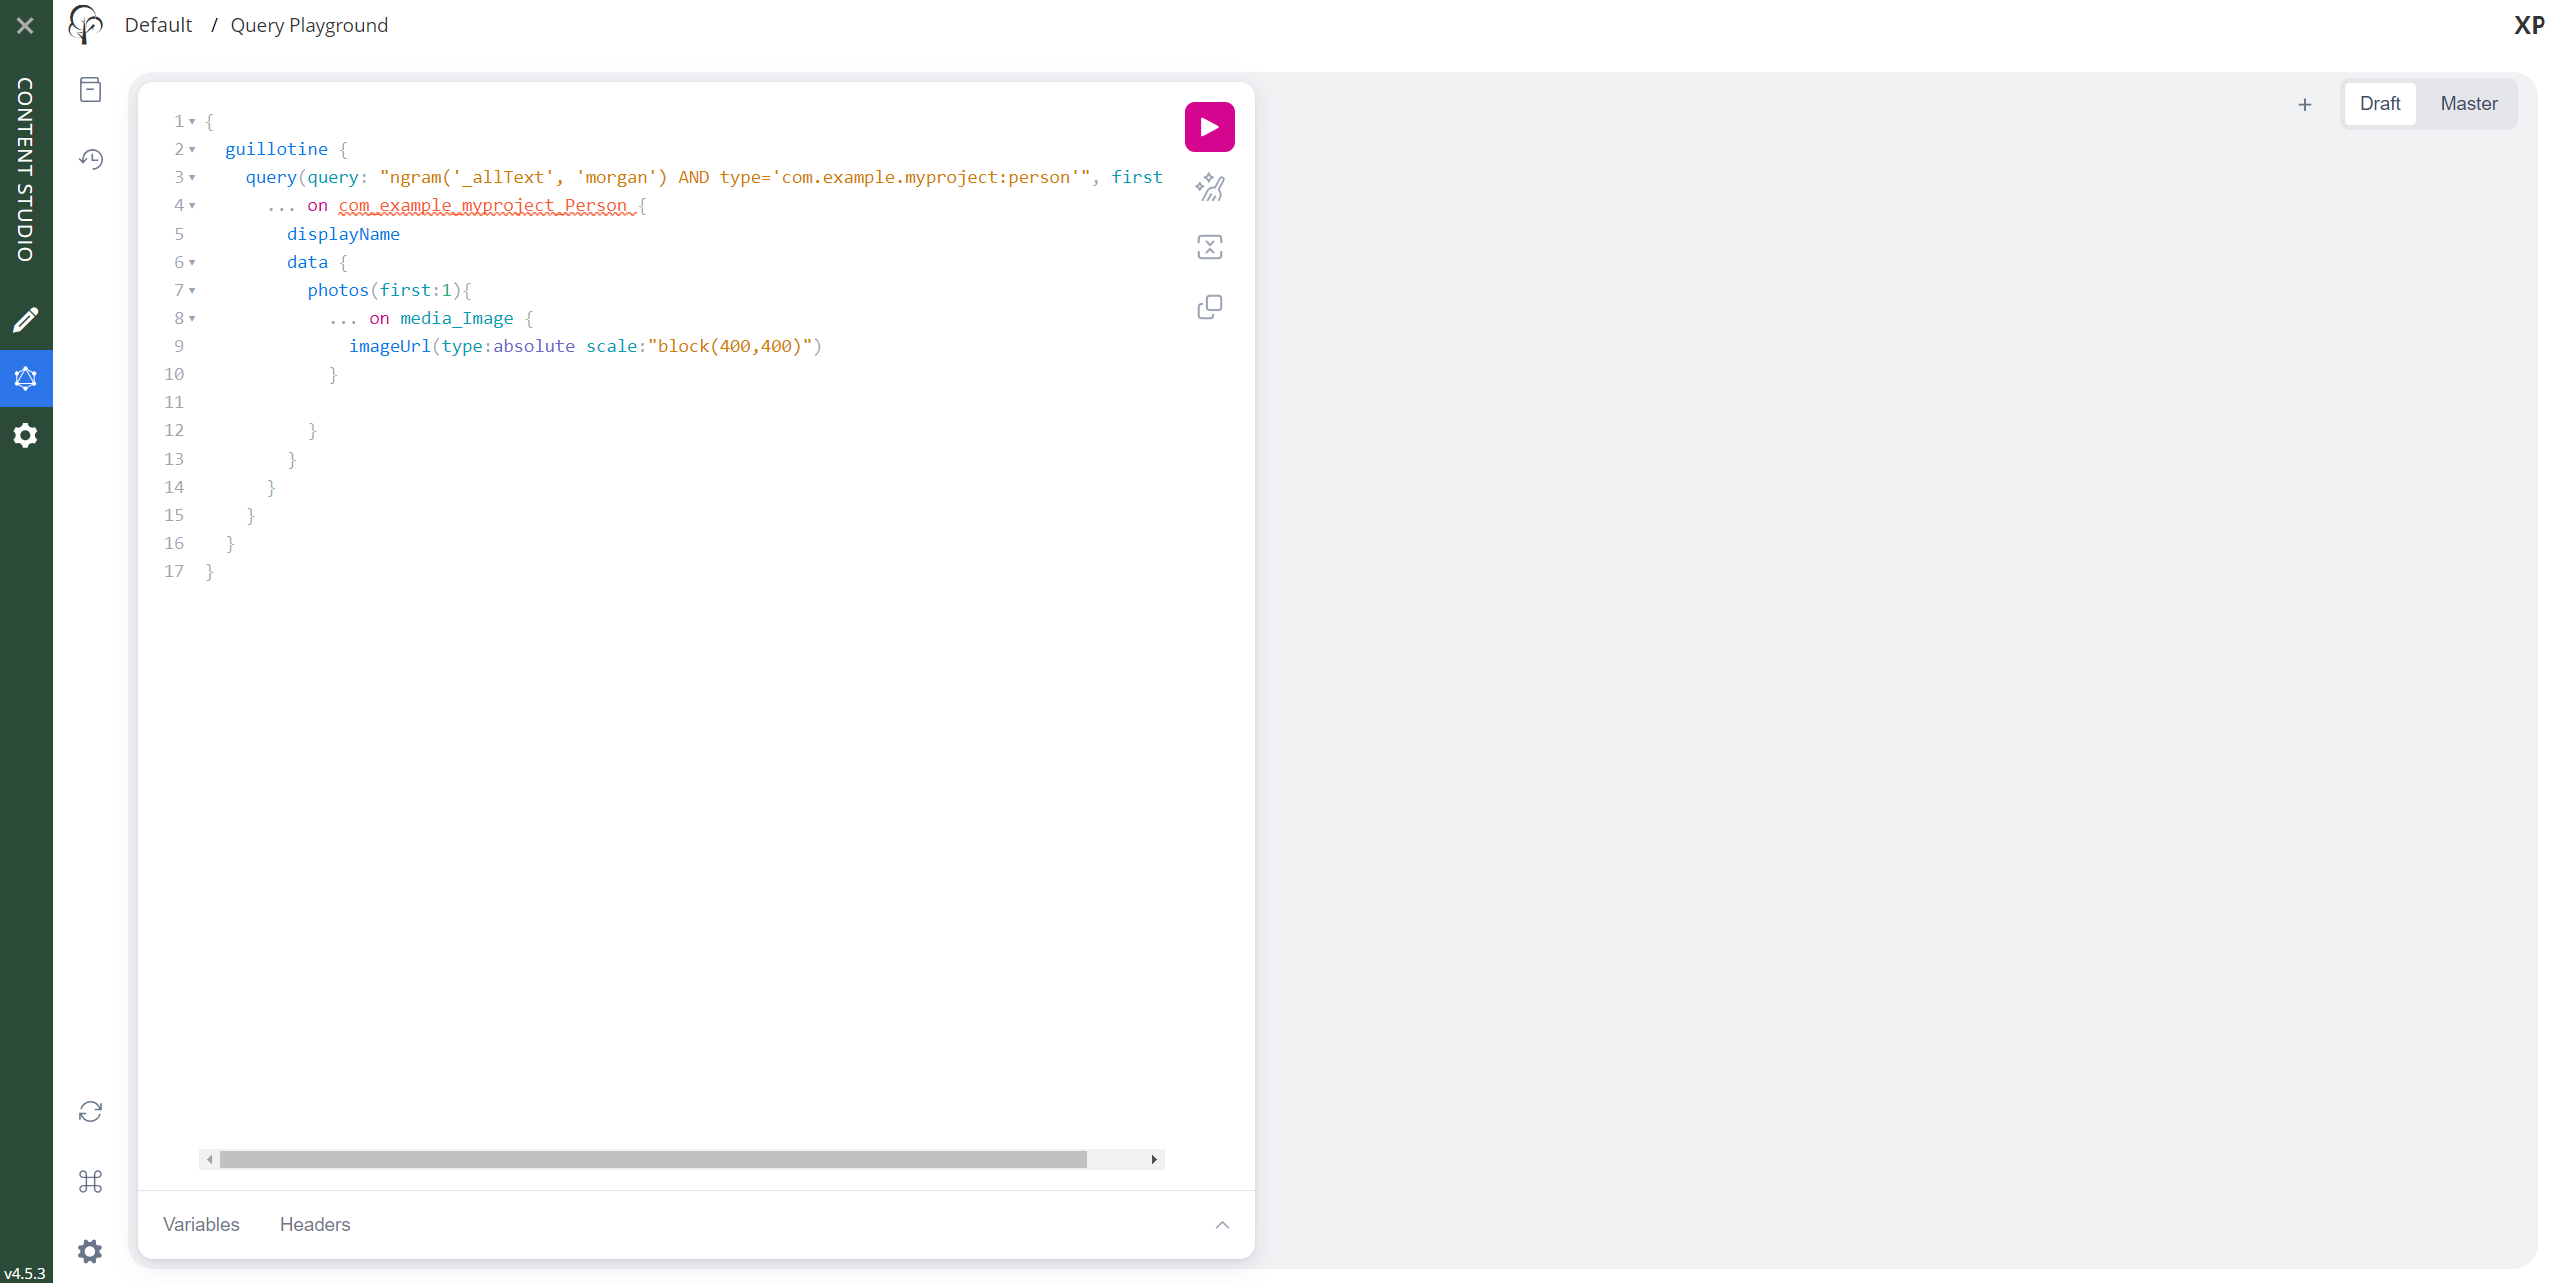 Default / Query Playground
XP
CONTENT STUDIO
Draft Master
1 {
2 guillotine {
3 query(query: "ngram('_allText', 'morgan') AND type='com.example.myproject:person'", first
4 ... on com_example_myproject_Person {
5 displayName
6 data {
7 photos(first:1){
8 ... on media_Image {
9 imageUrl(type:absolute scale:"block(400,400)")
10 }
11
12 }
13 }
14 }
15 }
16 }
17 }
Variables Headers
v4.5.3